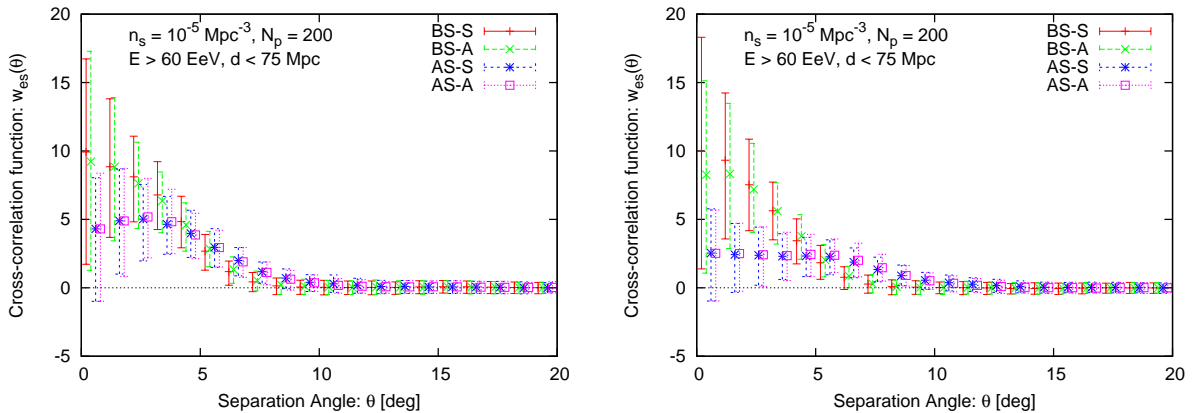 20
15
10
5
0
-5
0
5
10
15
20
Cross-correlation function: w_es(θ)
Separation Angle: θ [deg]
n_s = 10^-5 Mpc^-3, N_p = 200
E > 60 EeV, d < 75 Mpc
BS-S
BS-A
AS-S
AS-A
20
15
10
5
0
-5
0
5
10
15
20
Cross-correlation function: w_es(θ)
Separation Angle: θ [deg]
n_s = 10^-5 Mpc^-3, N_p = 200
E > 60 EeV, d < 75 Mpc
BS-S
BS-A
AS-S
AS-A